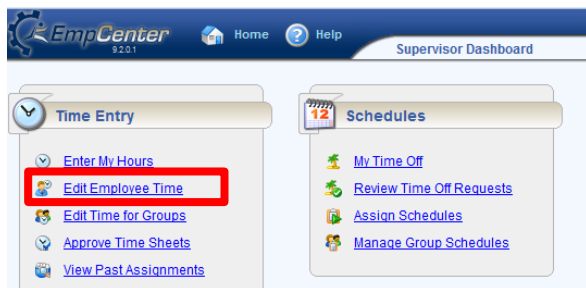 EmpCenter
9.2.0.1
Home
Help
Supervisor Dashboard
Time Entry
Enter My Hours
Edit Employee Time
Edit Time for Groups
Approve Time Sheets
View Past Assignments
12
Schedules
My Time Off
Review Time Off Requests
Assign Schedules
Manage Group Schedules